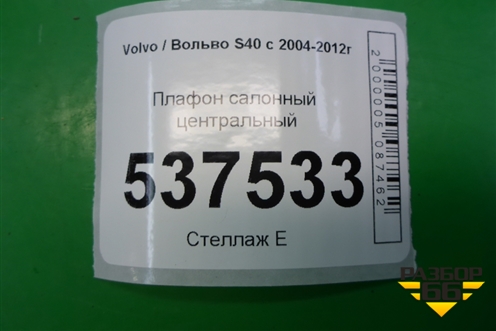 Volvo / Вольво S40 с 2004-2012г
Плафон салонный
центральный
537533
Стеллаж Е
2000005087462
РАЗБОР
66